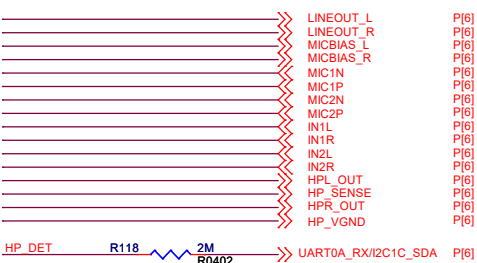 LINEOUT_L P[6]
LINEOUT_R P[6]
MICBIAS_L P[6]
MICBIAS_R P[6]
MIC1N P[6]
MIC1P P[6]
MIC2N P[6]
MIC2P P[6]
IN1L P[6]
IN1R P[6]
IN2L P[6]
IN2R P[6]
HPL_OUT P[6]
HP_SENSE P[6]
HPR_OUT P[6]
HP_VGND P[6]
HP_DET R118 2M UART0A_RX/I2C1C_SDA P[6]
R0402